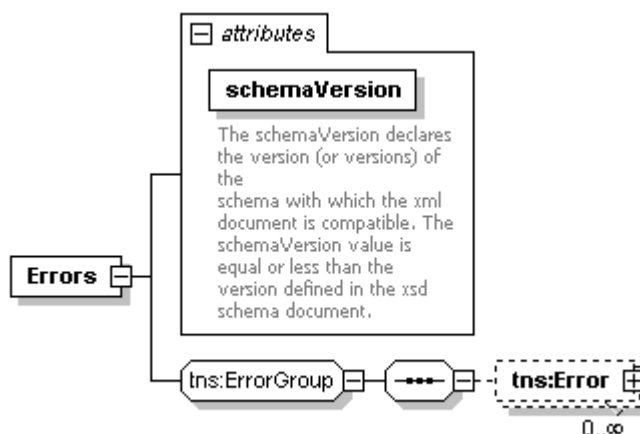 attributes
schemaVersion
The schemaVersion declares
the version (or versions) of
the
schema with which the xml
document is compatible. The
schemaVersion value is
equal or less than the
version defined in the xsd
schema document.
Errors
tns:ErrorGroup
tns:Error
0..∞